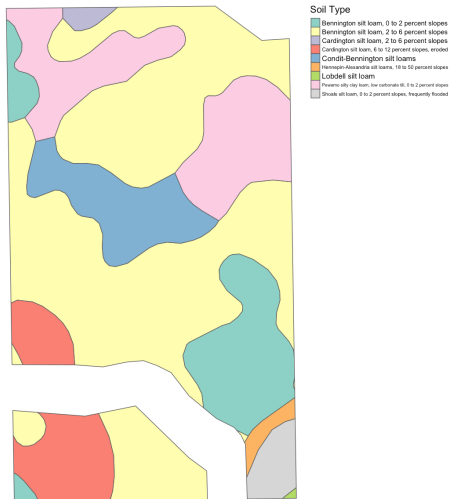 Soil Type
Bennington silt loam, 0 to 2 percent slopes
Bennington silt loam, 2 to 6 percent slopes
Cardington silt loam, 2 to 6 percent slopes
Cardington silt loam, 6 to 12 percent slopes, eroded
Condit-Bennington silt loams
Hennepin-Alexandria silt loams, 18 to 50 percent slopes
Lobdell silt loam
Pewamo silty clay loam, low carbonate till, 0 to 2 percent slopes
Shoals silt loam, 0 to 2 percent slopes, frequently flooded